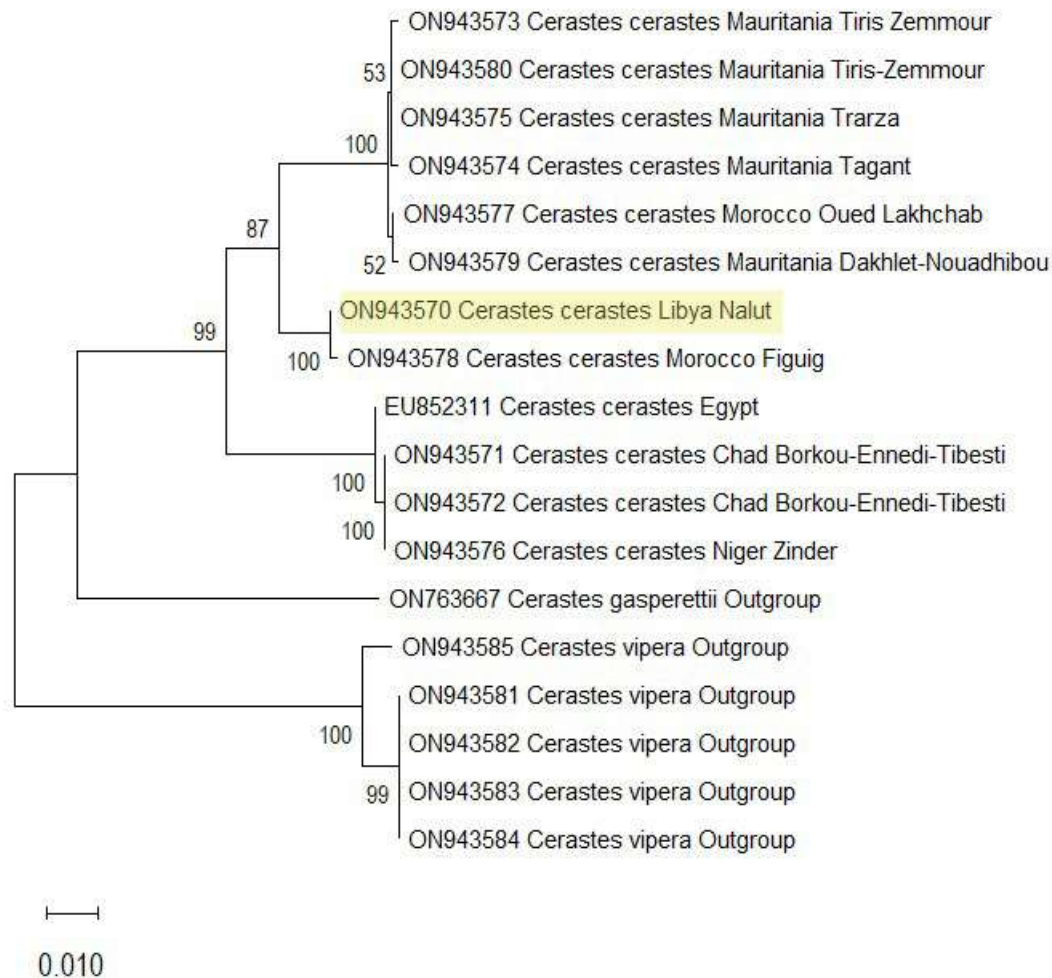 ON943573 Cerastes cerastes Mauritania Tiris Zemmour
53
ON943580 Cerastes cerastes Mauritania Tiris-Zemmour
ON943575 Cerastes cerastes Mauritania Trarza
100
ON943574 Cerastes cerastes Mauritania Tagant
ON943577 Cerastes cerastes Morocco Oued Lakhchab
87
52
ON943579 Cerastes cerastes Mauritania Dakhlet-Nouadhibou
ON943570 Cerastes cerastes Libya Nalut
99
100
ON943578 Cerastes cerastes Morocco Figuig
EU852311 Cerastes cerastes Egypt
ON943571 Cerastes cerastes Chad Borkou-Ennedi-Tibesti
100
ON943572 Cerastes cerastes Chad Borkou-Ennedi-Tibesti
100
ON943576 Cerastes cerastes Niger Zinder
ON763667 Cerastes gasperettii Outgroup
ON943585 Cerastes vipera Outgroup
ON943581 Cerastes vipera Outgroup
100
ON943582 Cerastes vipera Outgroup
99
ON943583 Cerastes vipera Outgroup
ON943584 Cerastes vipera Outgroup
0.010